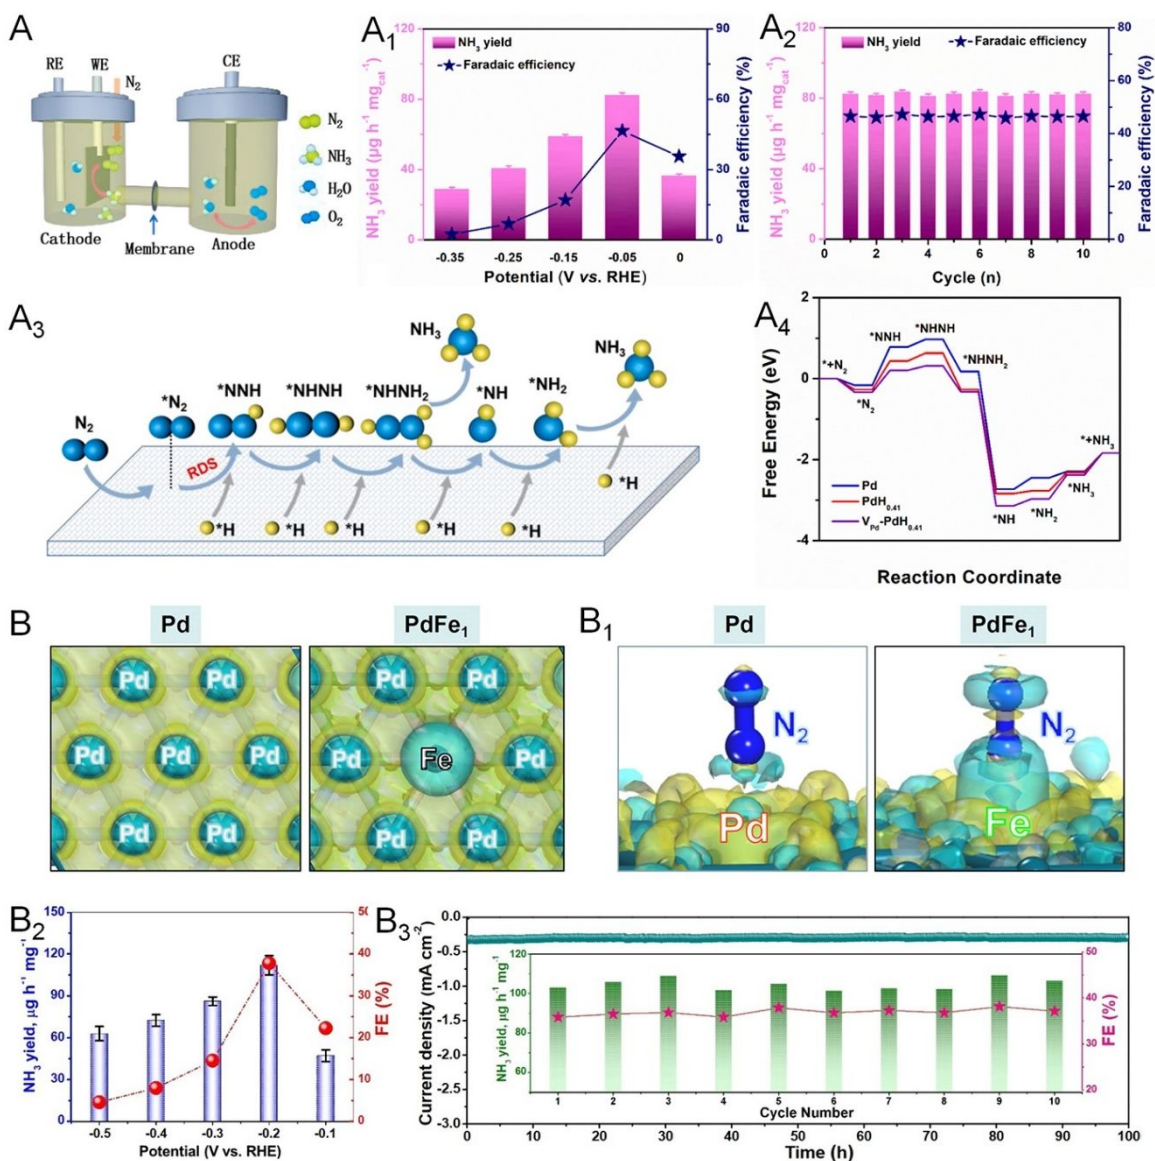 A
RE WE CE
N2
N2
NH3
H2O
O2
Cathode
Membrane
Anode
A1
NH3 yield
Faradaic efficiency
NH3 yield (μg h-1 mgcat-1)
120
80
40
0
Faradaic efficiency (%)
90
60
30
0
-0.35 -0.25 -0.15 -0.05 0
Potential (V vs. RHE)
A2
NH3 yield
Faradaic efficiency
NH3 yield (μg h-1 mgcat-1)
120
80
40
0
Faradaic efficiency (%)
80
60
40
20
0
0 2 4 6 8 10
Cycle (n)
A3
N2
*N2
RDS
*NNH
*NHNH
*NHNH2
NH3
*NH
*NH2
NH3
*H *H *H *H *H *H
A4
Free Energy (eV)
2
0
-2
-4
*+N2
*N2
*NNH
*NHNH
*NHNH2
*NH
*NH2
*NH3
*+NH3
Pd
PdH0.41
VPd-PdH0.41
Reaction Coordinate
B
Pd
PdFe1
Pd Pd
Pd Pd Pd
Pd Pd
Pd Pd
Pd Fe Pd
Pd Pd
B1
Pd
PdFe1
N2
Pd
N2
Fe
B2
NH3 yield, μg h-1 mg-1
150
120
90
60
30
0
FE (%)
50
40
30
20
10
0
-0.5 -0.4 -0.3 -0.2 -0.1
Potential (V vs. RHE)
B3
Current density (mA cm-2)
0.0
-0.5
-1.0
-1.5
-2.0
-2.5
-3.0
NH3 yield, μg h-1 mg-1
120
100
80
60
FE (%)
50
40
30
20
1 2 3 4 5 6 7 8 9 10
Cycle Number
0 10 20 30 40 50 60 70 80 90 100
Time (h)